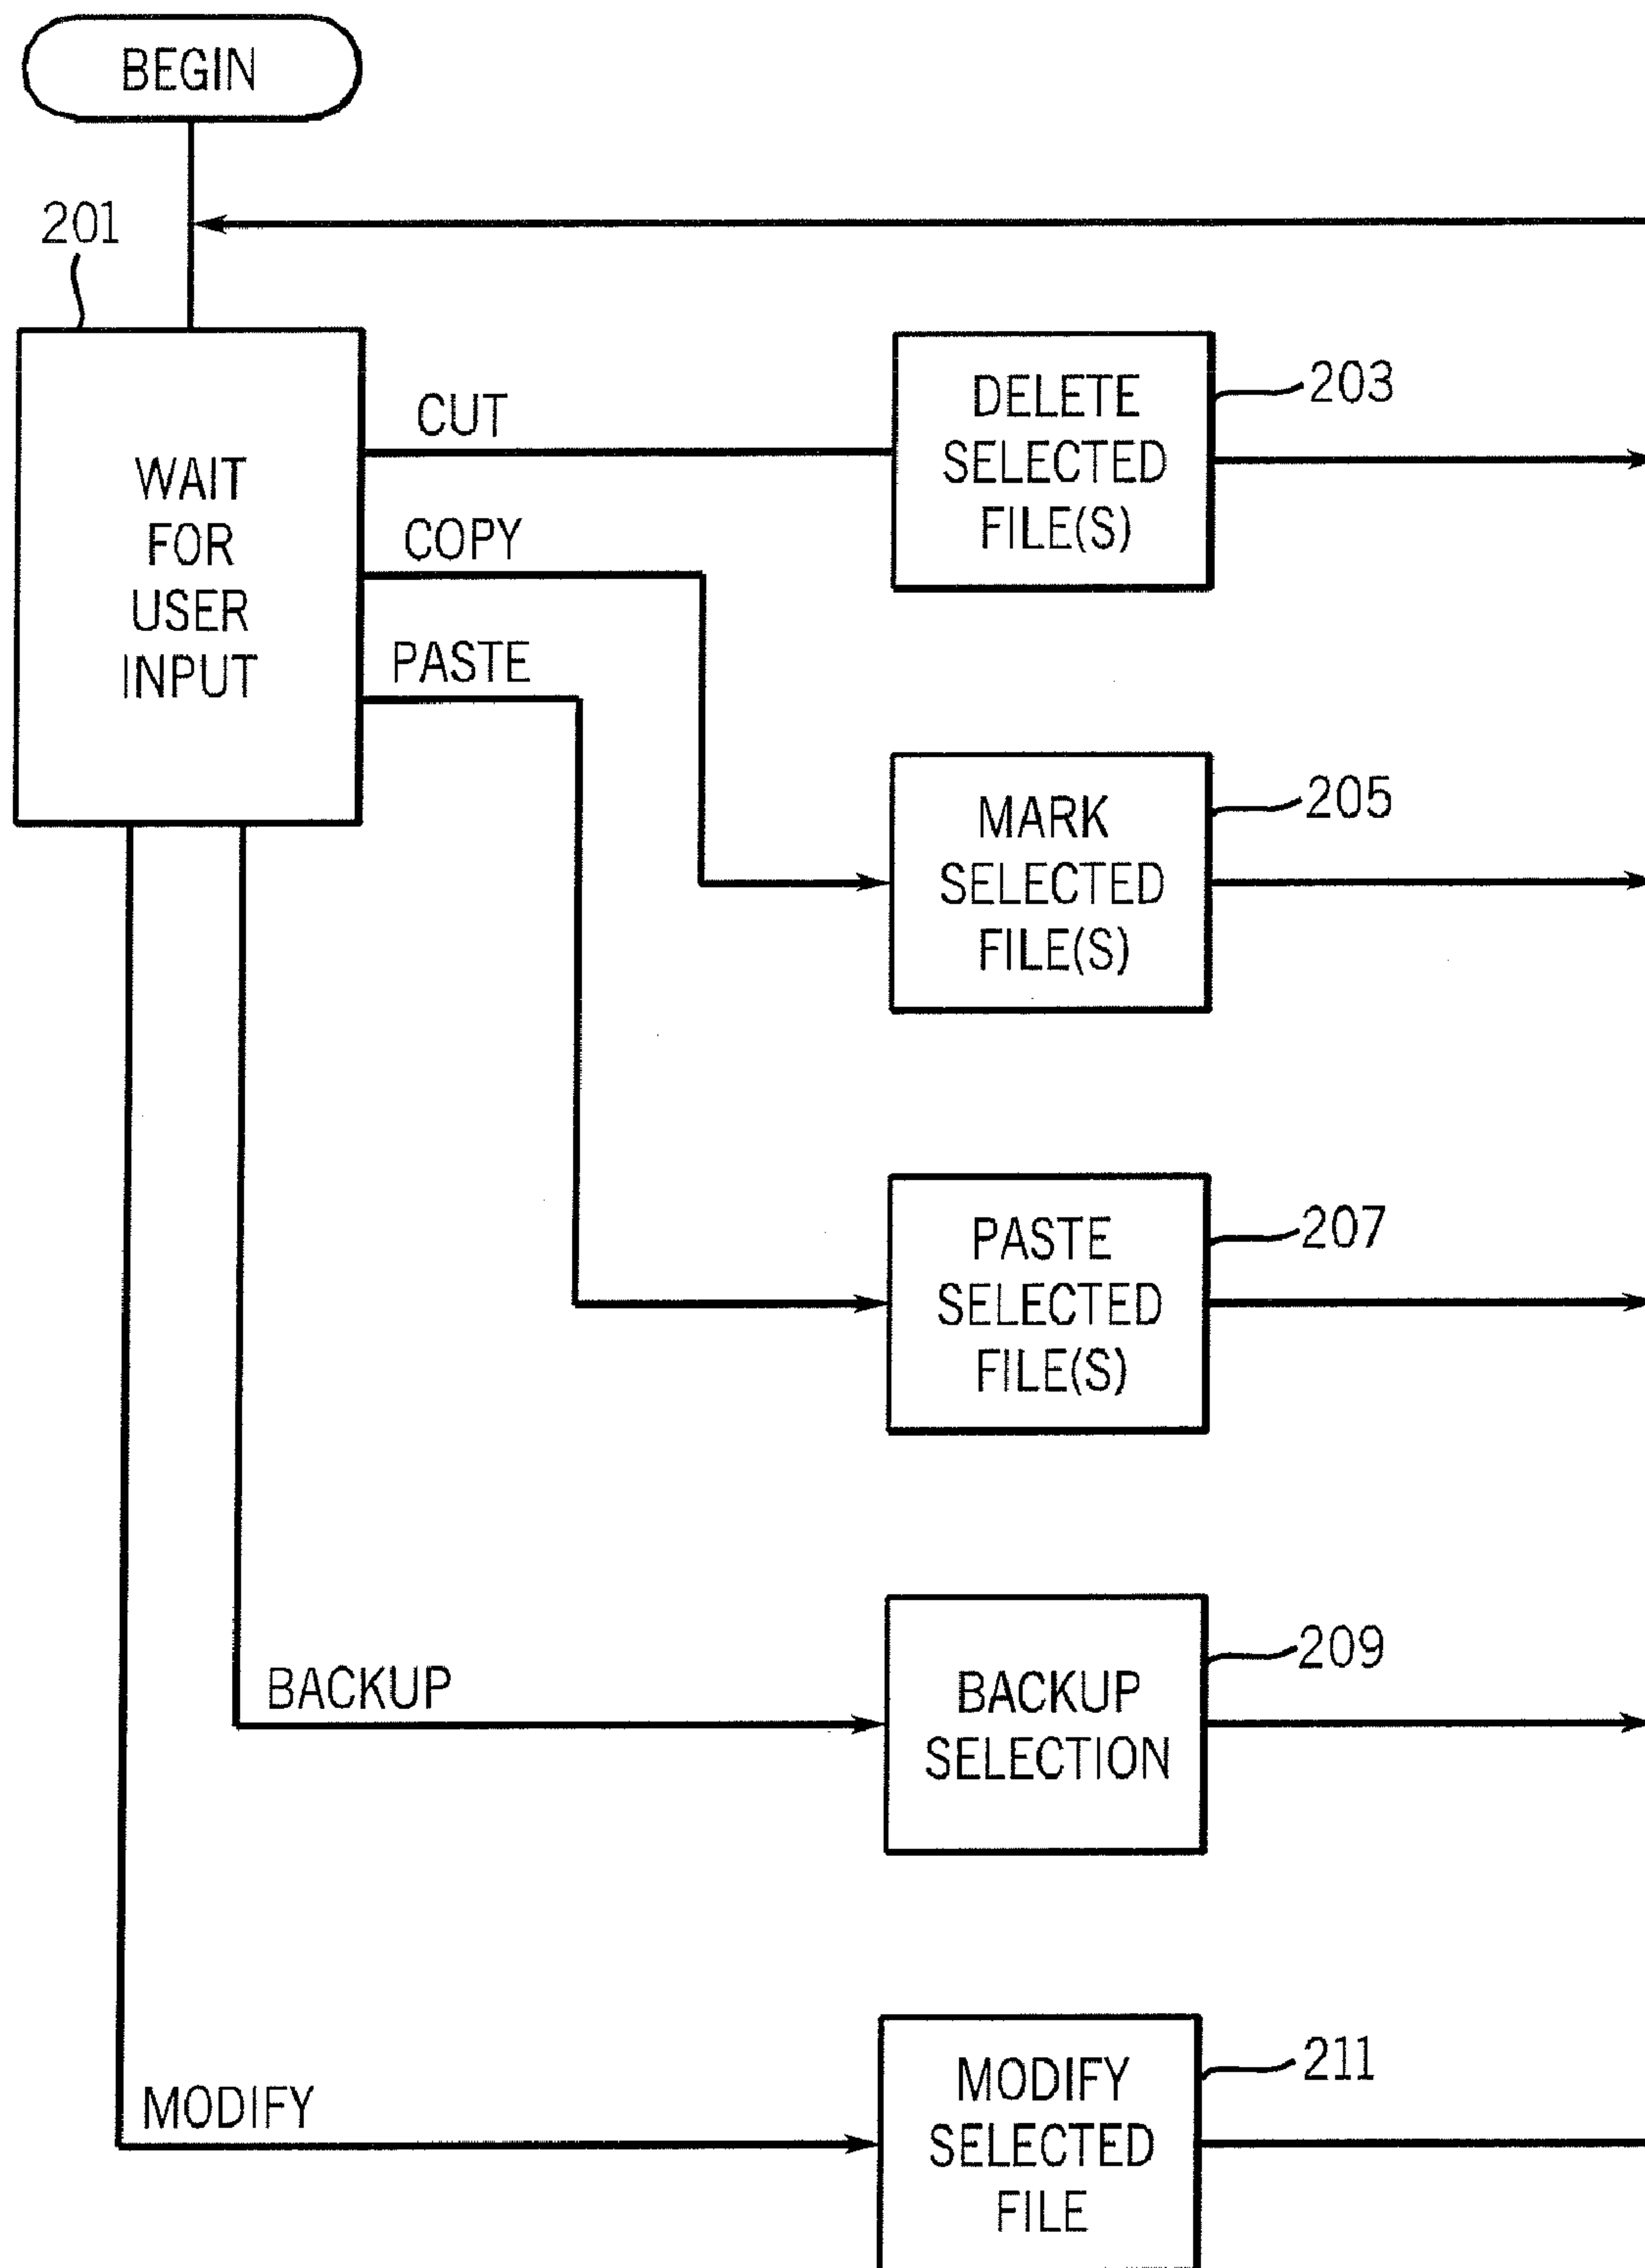 BEGIN
201
WAIT
FOR
USER
INPUT
CUT
COPY
PASTE
DELETE
SELECTED
FILE(S)
203
MARK
SELECTED
FILE(S)
205
PASTE
SELECTED
FILE(S)
207
BACKUP
BACKUP
SELECTION
209
MODIFY
MODIFY
SELECTED
FILE
211